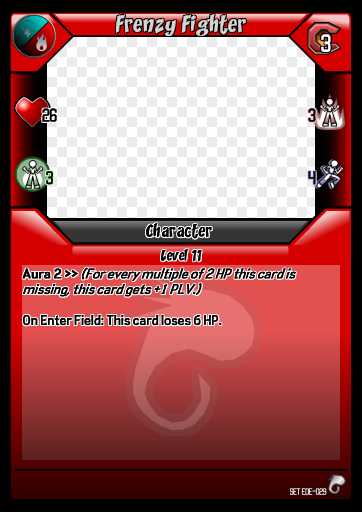 Frenzy Fighter
3
26
3
3
4
Character
Level 11
Aura 2 >> (For every multiple of 2 HP this card is
missing, this card gets +1 PLV.)
On Enter Field: This card loses 6 HP.
SET EOE-029